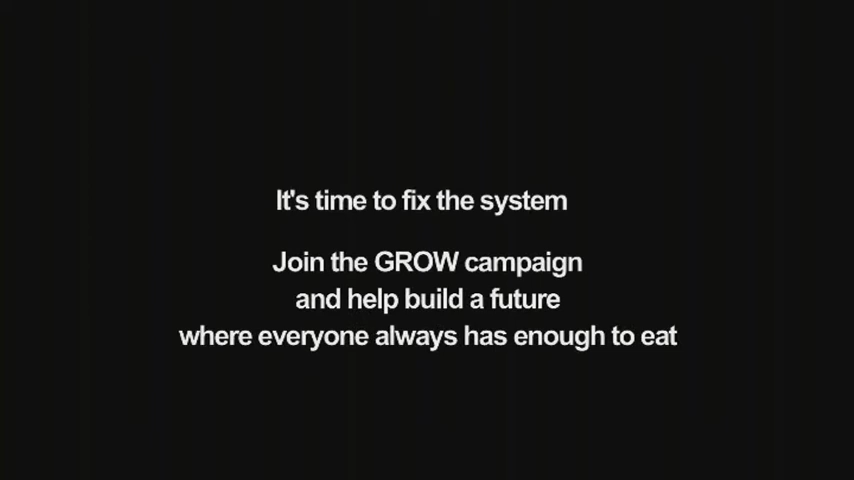 It's time to fix the system
Join the GROW campaign
and help build a future
where everyone always has enough to eat